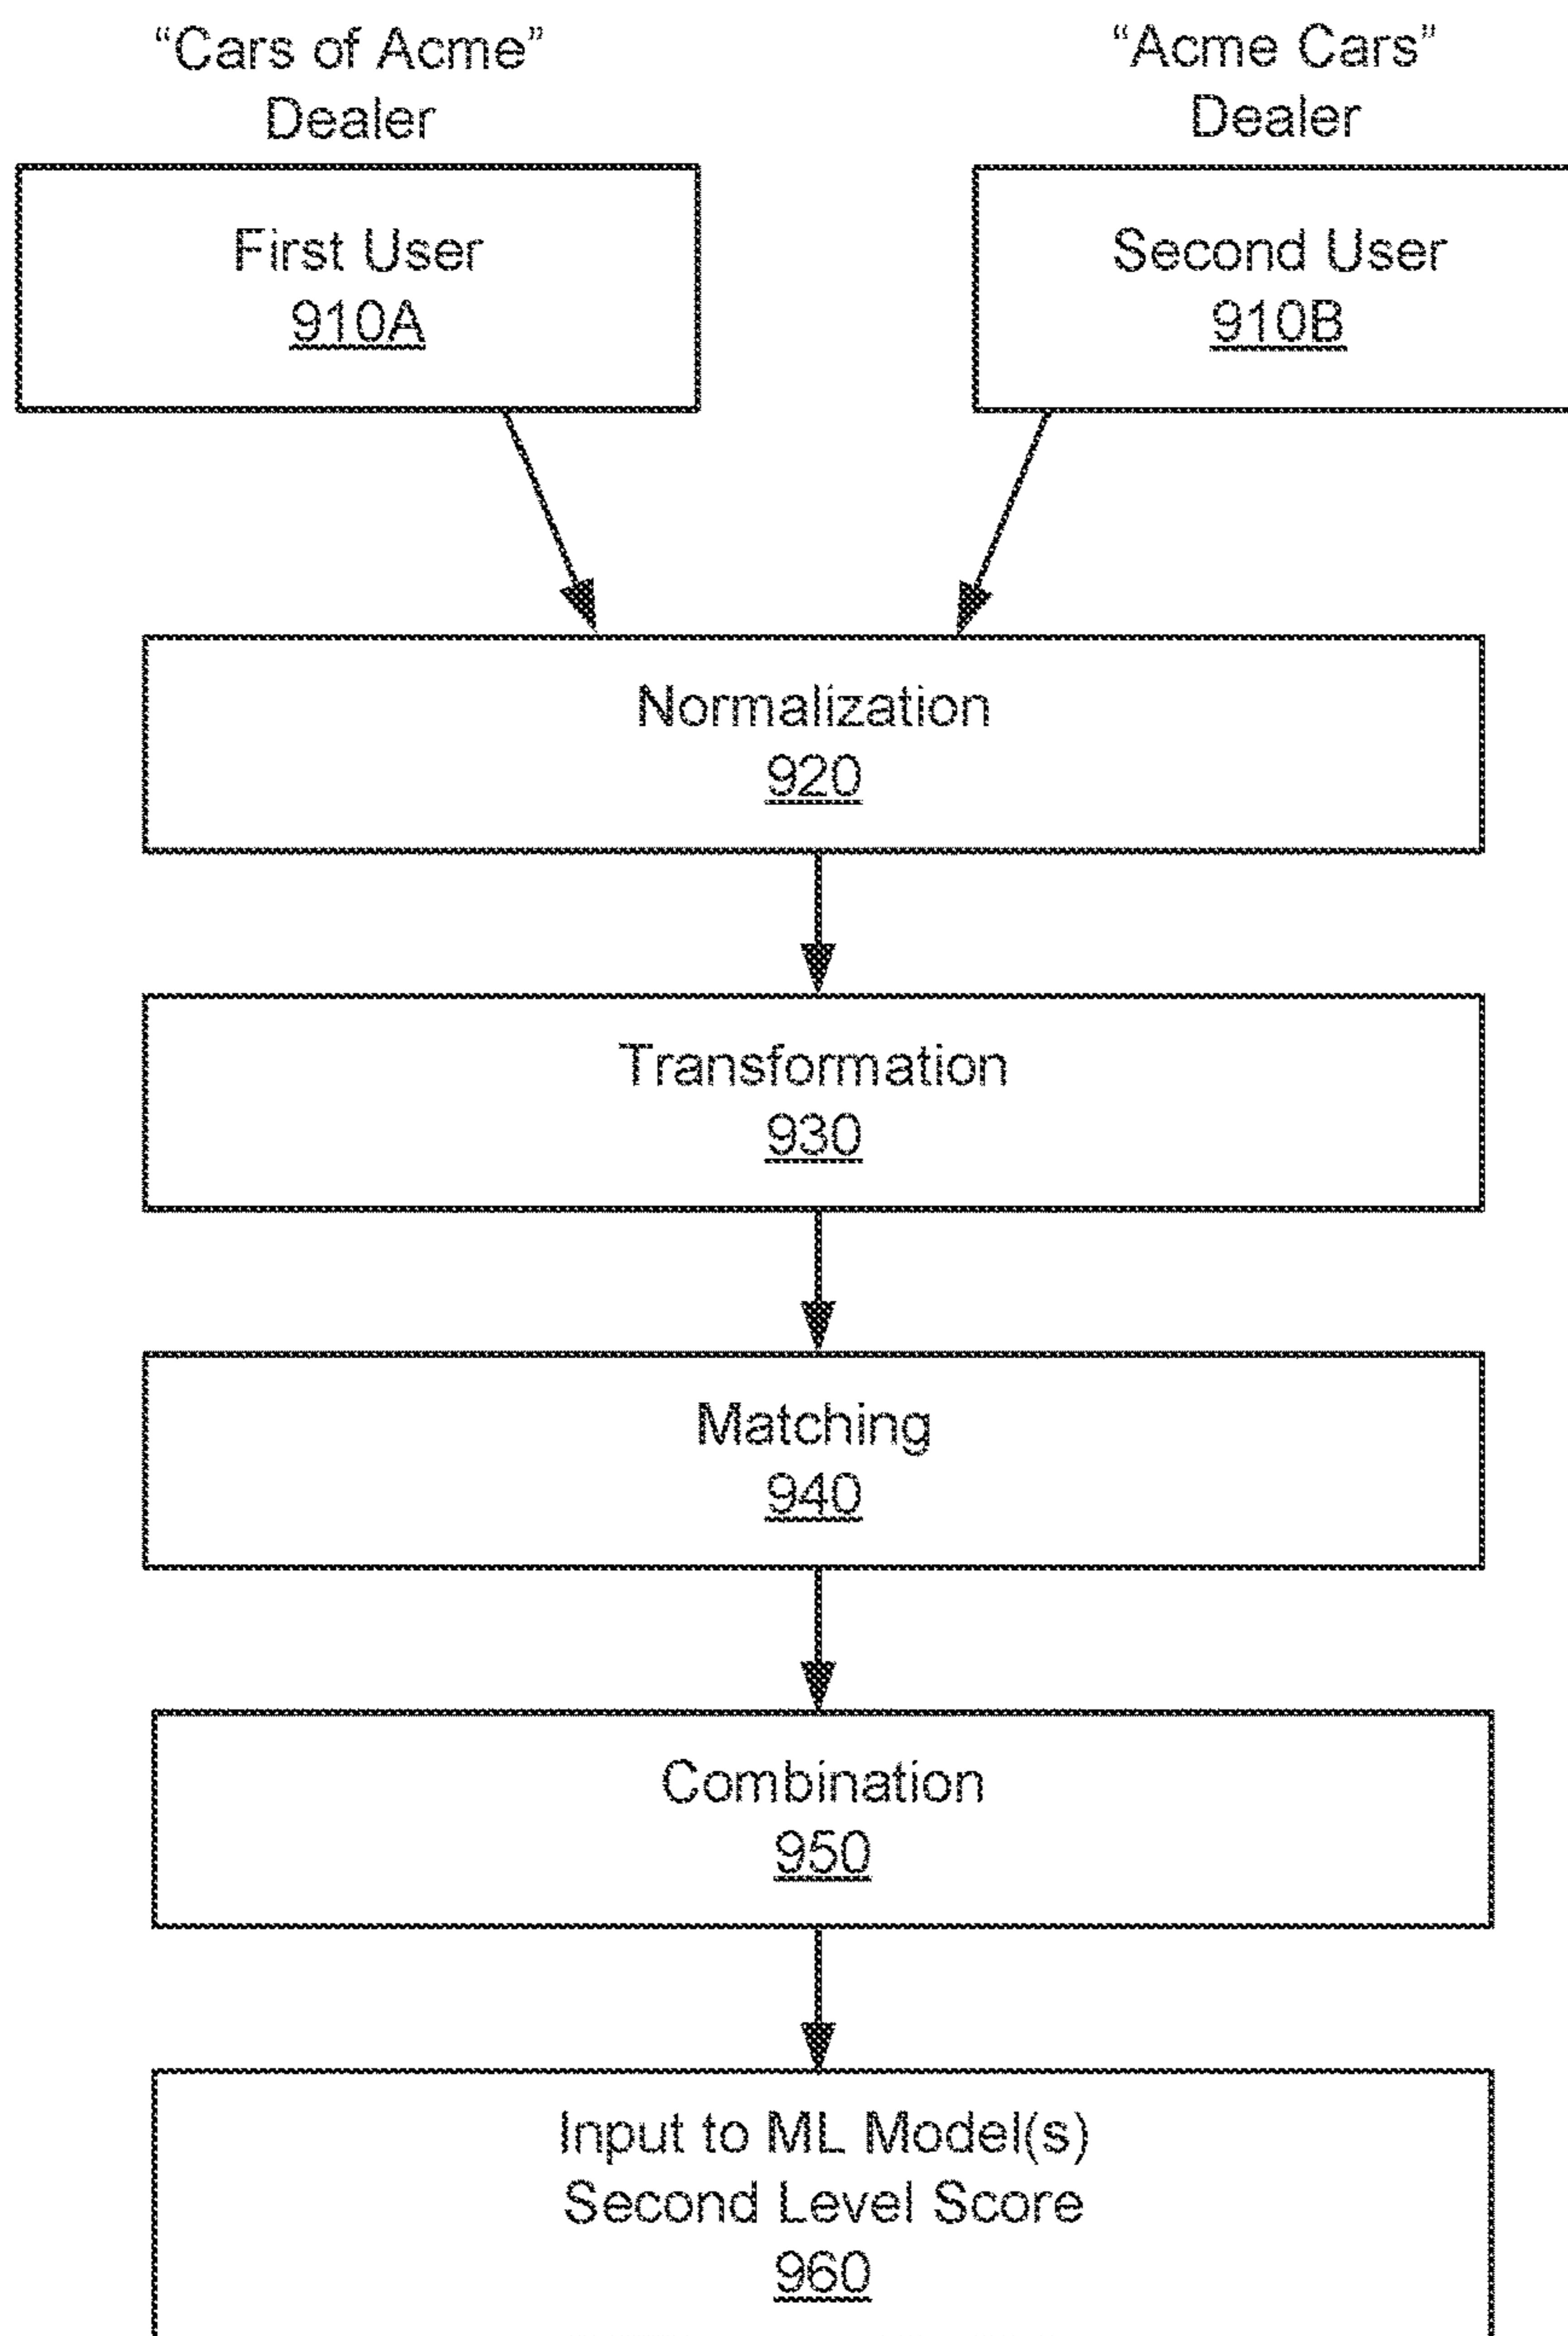 “Cars of Acme”
Dealer
“Acme Cars”
Dealer
First User
910A
Second User
910B
Normalization
920
Transformation
930
Matching
940
Combination
950
Input to ML Model(s)
Second Level Score
960